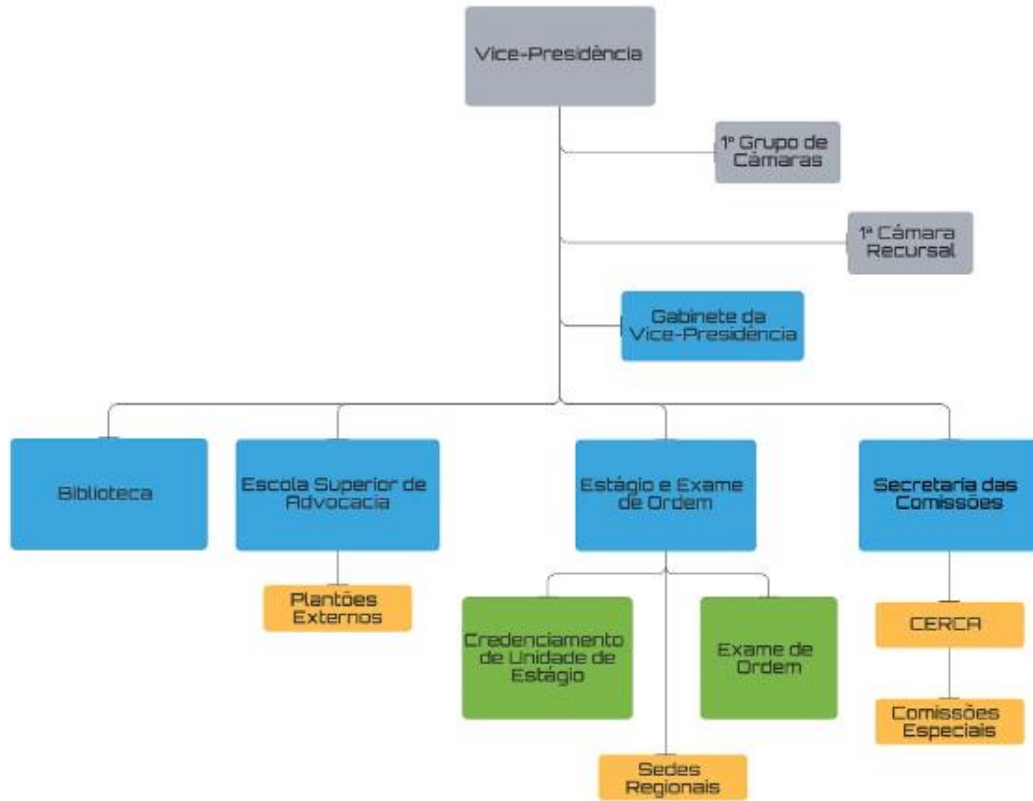 Vice-Presidência
1º Grupo de
Câmaras
1ª Câmara
Recursal
Gabinete da
Vice-Presidência
Biblioteca
Escola Superior de
Advocacia
Estágio e Exame
de Ordem
Secretaria das
Comissões
Plantões
Externos
Credenciamento
de Unidade de
Estágio
Exame de
Ordem
CERCA
Comissões
Especiais
Sedes
Regionais